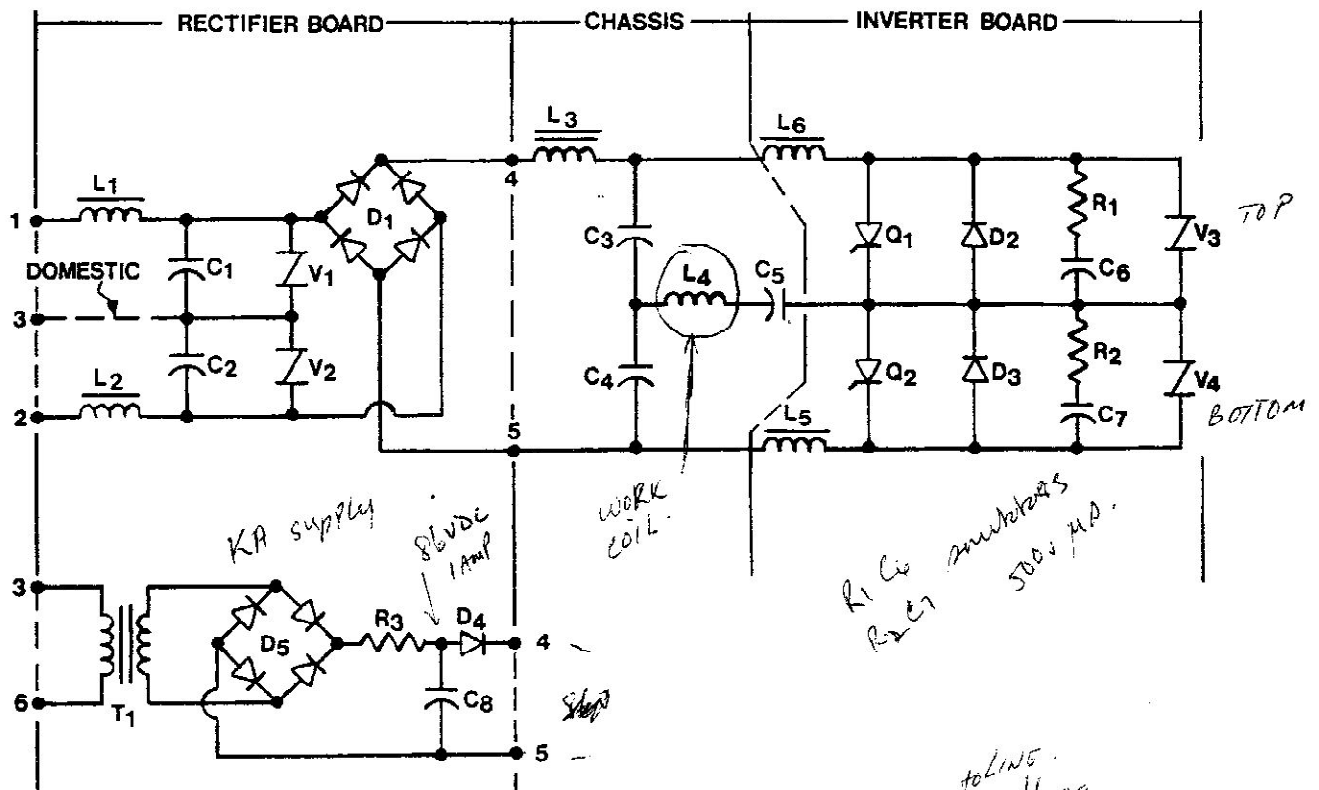 RECTIFIER BOARD
CHASSIS
INVERTER BOARD
L3
L6
4
L1
1
D1
R1
TOP
C3
Q1
D2
V3
DOMESTIC
C1
V1
L4
C5
C6
3
C2
V2
C4
Q2
D3
R2
V4
L2
BOTTOM
2
5
L5
C7
KA supply
86VDC
1AMP
WORK
COIL.
R1 C6
R2 C7
3
R3
D4
D5
4
6
T1
C8
5
to LINE.